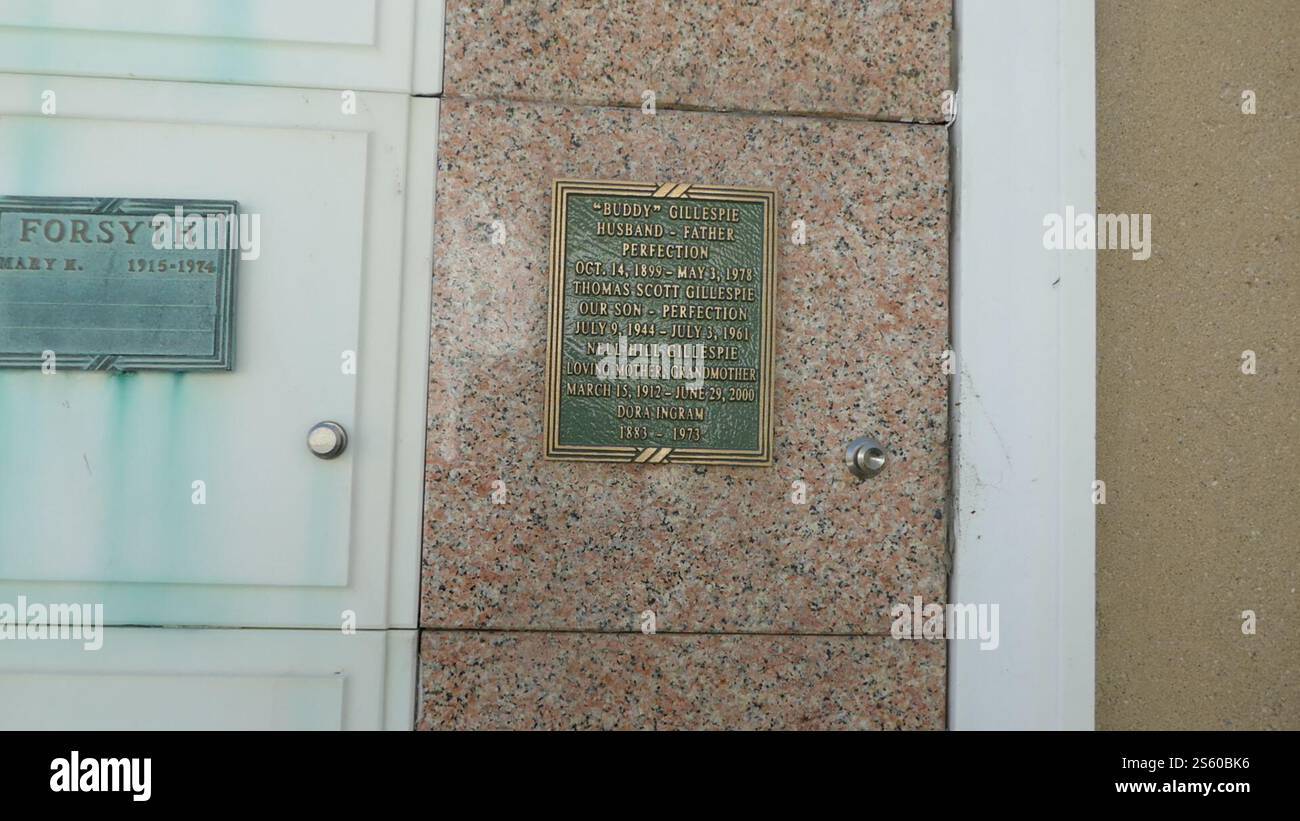 FORSYTH
MARY H. 1915-1974
"BUDDY" GILLESPIE
HUSBAND - FATHER
PERFECTION
OCT. 14, 1899 - MAY 3, 1978
THOMAS SCOTT GILLESPIE
OUR SON - PERFECTION
JULY 9, 1944 - JULY 3, 1961
NELL HILL GILLESPIE
LOVING MOTHER, GRANDMOTHER
MARCH 15, 1912 - JUNE 29, 2000
DORA INGRAM
1883 - 1973
a
a
a
a
a
a
alamy
alamy
alamy
Image ID: 2S60BK6
www.alamy.com